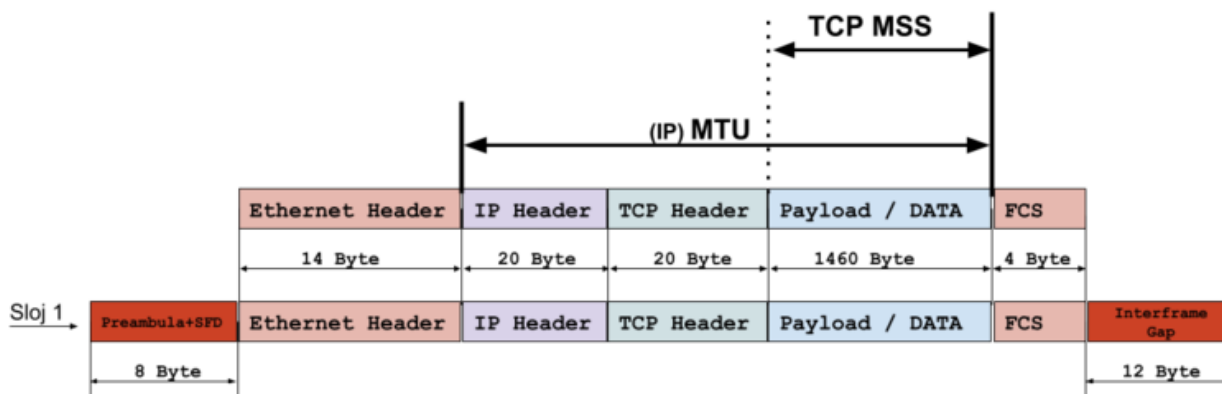 TCP MSS
(IP) MTU
Ethernet Header IP Header TCP Header Payload / DATA FCS
14 Byte 20 Byte 20 Byte 1460 Byte 4 Byte
Sloj 1 Preambula+SFD Ethernet Header IP Header TCP Header Payload / DATA FCS Interframe Gap
8 Byte 12 Byte